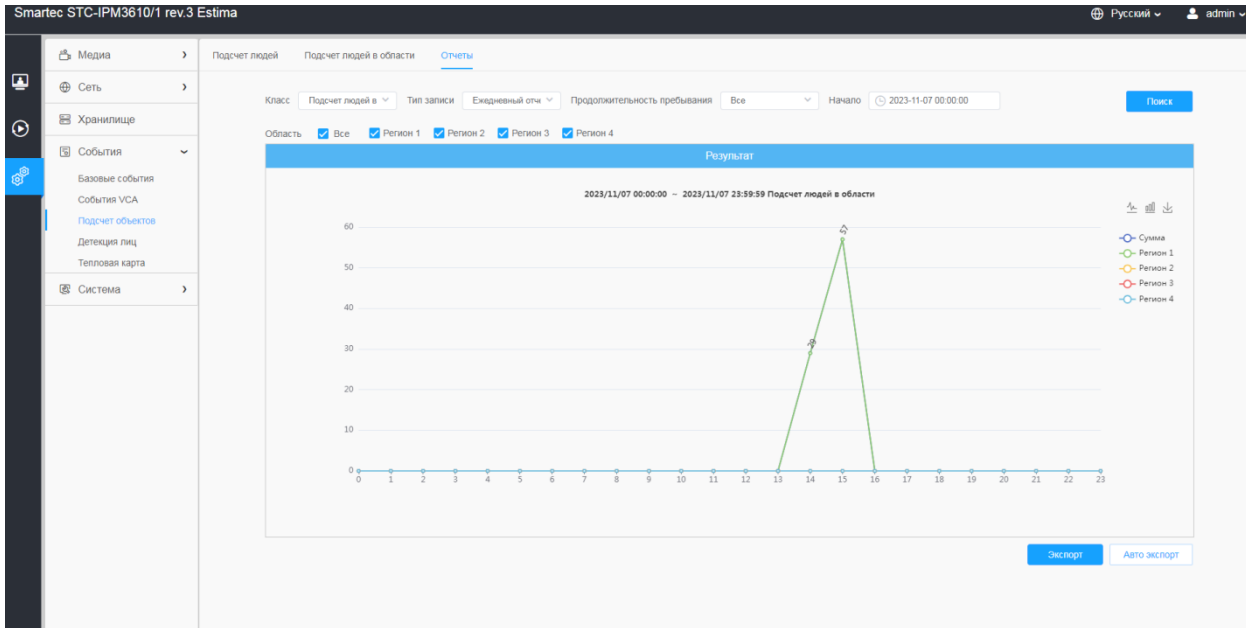 Smartec STC-IPM3610/1 rev.3 Estima
Русский
admin
Медиа
Сеть
Хранилище
События
Базовые события
События VCA
Подсчет объектов
Детекция лиц
Тепловая карта
Система
Подсчет людей Подсчет людей в области Отчеты
Класс Подсчет людей в Тип записи Ежедневный отч Продолжительность пребывания Все Начало 2023-11-07 00:00:00 Поиск
Область Все Регион 1 Регион 2 Регион 3 Регион 4
Результат
2023/11/07 00:00:00 – 2023/11/07 23:59:59 Подсчет людей в области
Сумма
Регион 1
Регион 2
Регион 3
Регион 4
60
50
40
30
20
10
0
57
29
0 1 2 3 4 5 6 7 8 9 10 11 12 13 14 15 16 17 18 19 20 21 22 23
Экспорт Авто экспорт